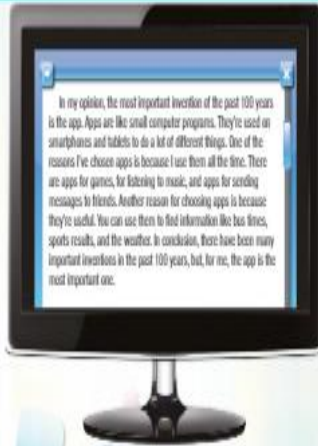 In my opinion, the most important invention of the past 100 years
is the app. Apps are like small computer programs. They're used on
smartphones and tablets to do a lot of different things. One of the
reasons I've chosen apps is because I use them all the time. There
are apps for games, for listening to music, and apps for sending
messages to friends. Another reason for choosing apps is because
they're useful. You can use them to find information like bus times,
sports results, and the weather. In conclusion, there have been many
important inventions in the past 100 years, but, for me, the app is the
most important one.